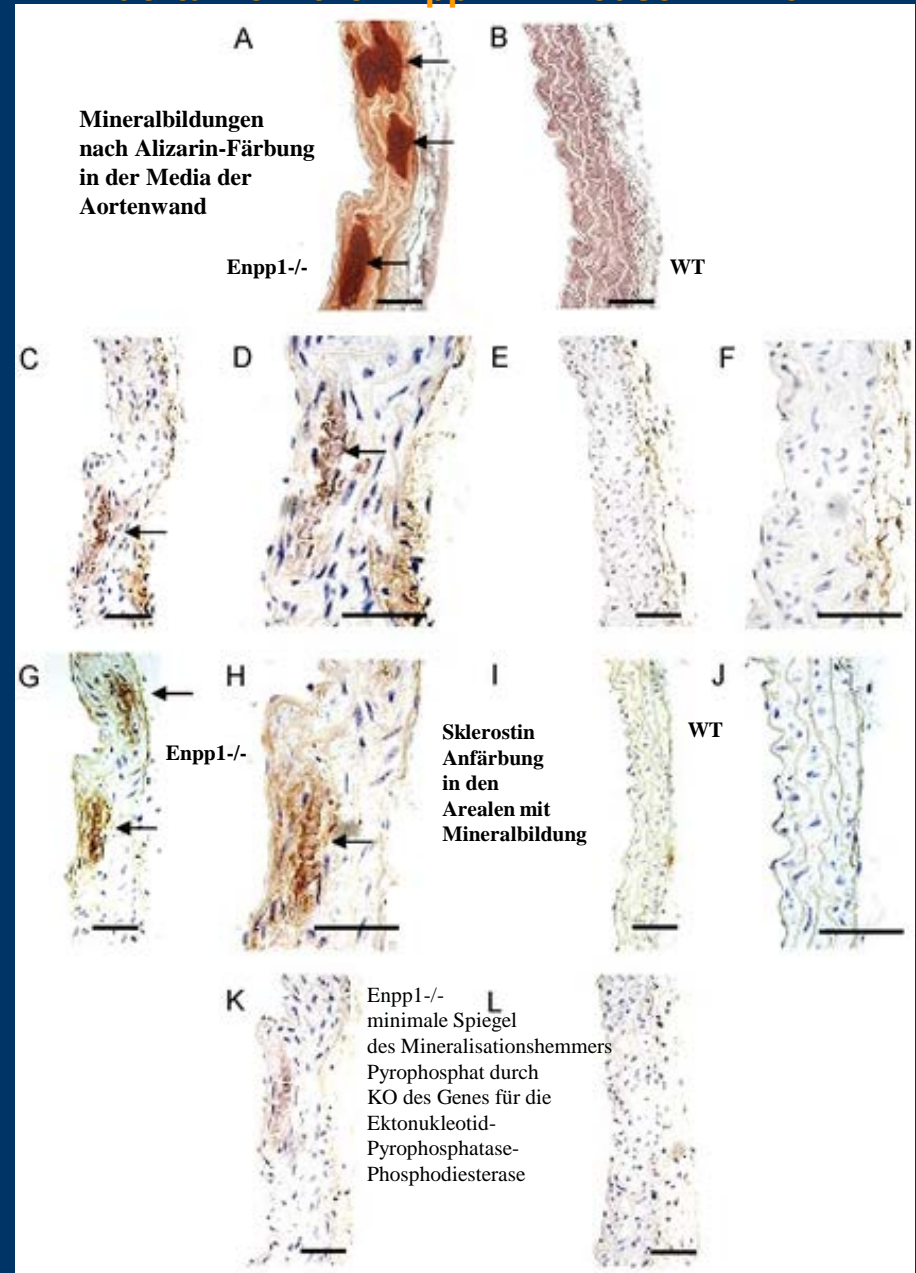 A
B
Mineralbildungen
nach Alizarin-Färbung
in der Media der
Aortenwand
Enpp1-/-
WT
C
D
E
F
G
H
I
J
Enpp1-/-
Sklerostin
Anfärbung
in den
Arealen mit
Mineralbildung
WT
K
L
Enpp1-/-
minimale Spiegel
des Mineralisationshemmers
Pyrophosphat durch
KO des Genes für die
Ektonukleotid-
Pyrophosphatase-
Phosphodiesterase